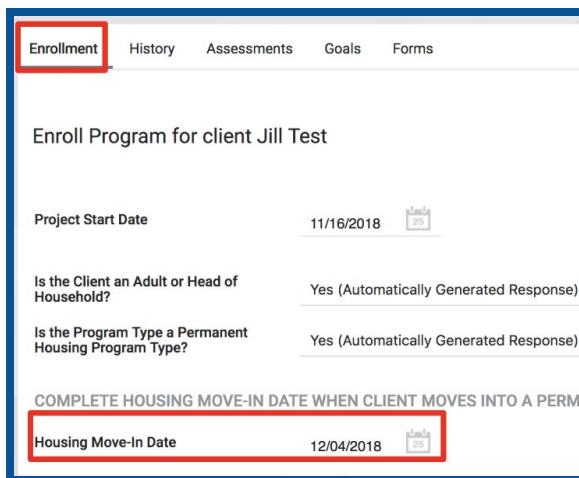 Enrollment History Assessments Goals Forms
Enroll Program for client Jill Test
Project Start Date 11/16/2018 25
Is the Client an Adult or Head of
Household? Yes (Automatically Generated Response)
Is the Program Type a Permanent
Housing Program Type? Yes (Automatically Generated Response)
COMPLETE HOUSING MOVE-IN DATE WHEN CLIENT MOVES INTO A PERM
Housing Move-In Date 12/04/2018 25